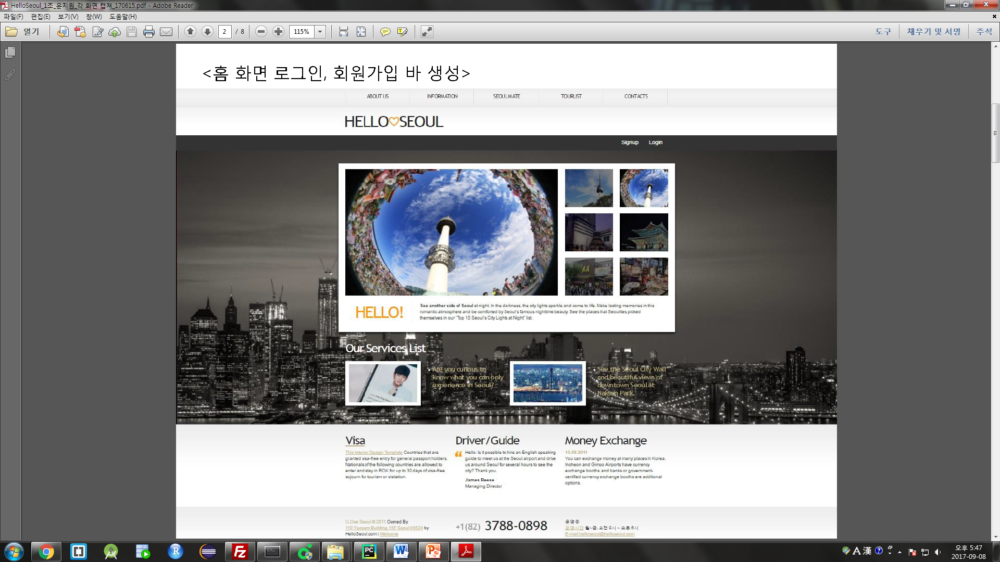 HelloSeoul_1조_윤지원_각 화면 캡쳐_170615.pdf - Adobe Reader
파일(F) 편집(E) 보기(V) 창(W) 도움말(H)
열기 2 / 8 115% 도구 채우기 및 서명 주석
<홈 화면 로그인, 회원가입 바 생성>
ABOUT US INFORMATION SEOULMATE TOURLIST CONTACTS
HELLO♡SEOUL
Signup Login
HELLO!
See another side of Seoul at night. In the darkness, the city lights sparkle and come to life. Make lasting memories in this
romantic atmosphere and be comforted by Seoul's famous nighttime beauty. See the places that Seoulites picked
themselves in our "Top 10 Seoul's City Lights at Night" list.
Our Services List
• Are you curious to
know what you can only
experience in Seoul?
• See the Seoul City Wall
and beautiful views of
downtown Seoul at
Naksan Park.
Visa
This Interior Design Template Countries that are
granted visa-free entry for general passport holders.
Nationals of the following countries are allowed to
enter and stay in ROK for up to 30 days of visa-free
sojourn for tourism or visitation.
Driver/Guide
“ Hello. Is it possible to hire an English speaking
guide to meet us at the Seoul airport and drive
us around Seoul for several hours to see the
city? Thank you.
James Reese
Managing Director
Money Exchange
15.08.2011
You can exchange money at many places in Korea.
Incheon and Gimpo Airports have currency
exchange booths, and banks or government-
certified currency exchange booths are additional
options.
I LOve Seoul © 2011 Owned By
110 Yoosam Building 15F Seoul 04524 by
HelloSeoul.com | Welcome
+1(82) 3788-0898
운영 ©
운영시간 월~금, 오전 9시 ~ 오후 6시
E-mail:helloseoul@helloseoul.com
A 漢
오후 5:47
2017-09-08